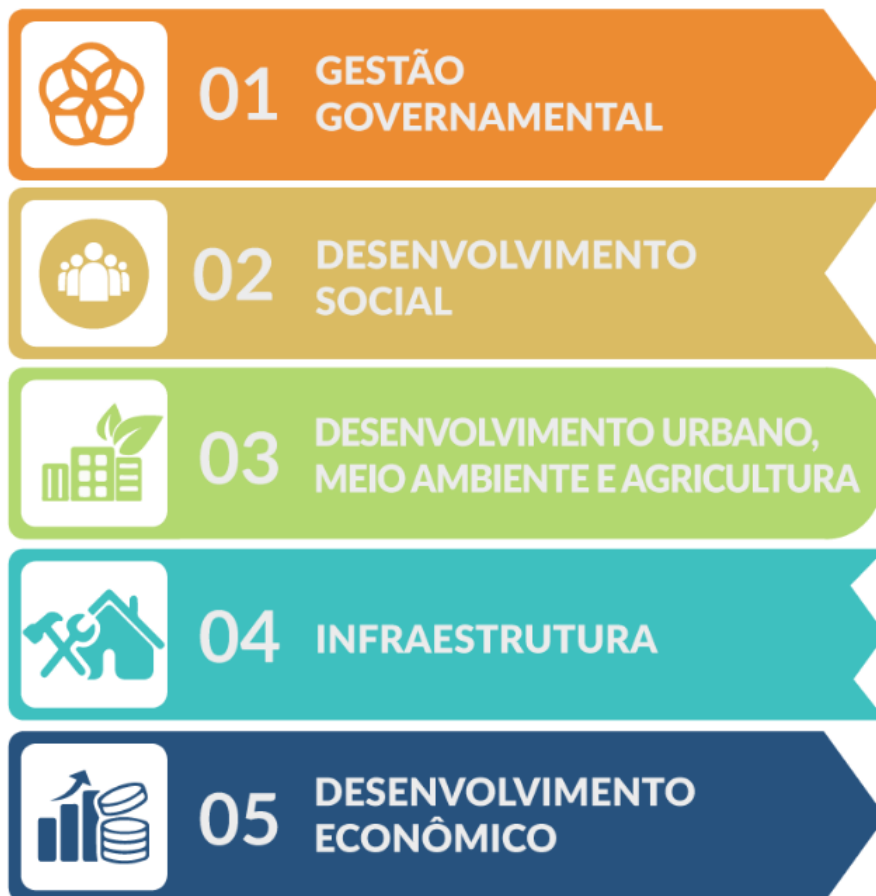 01
GESTÃO
GOVERNAMENTAL
02
DESENVOLVIMENTO
SOCIAL
03
DESENVOLVIMENTO URBANO,
MEIO AMBIENTE E AGRICULTURA
04
INFRAESTRUTURA
05
DESENVOLVIMENTO
ECONÔMICO